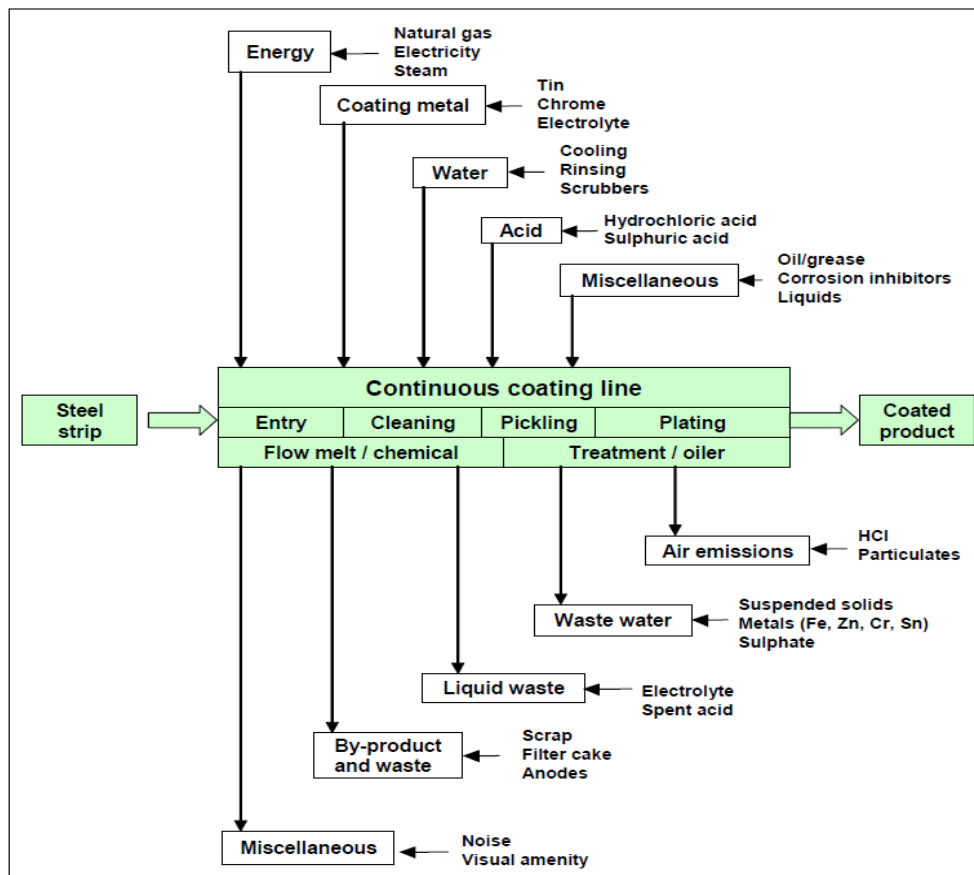 Energy
Natural gas
Electricity
Steam
Coating metal
Tin
Chrome
Electrolyte
Water
Cooling
Rinsing
Scrubbers
Acid
Hydrochloric acid
Sulphuric acid
Miscellaneous
Oil/grease
Corrosion inhibitors
Liquids
Steel
strip
Continuous coating line
Entry
Cleaning
Pickling
Plating
Flow melt / chemical
Treatment / oiler
Coated
product
Air emissions
HCl
Particulates
Waste water
Suspended solids
Metals (Fe, Zn, Cr, Sn)
Sulphate
Liquid waste
Electrolyte
Spent acid
By-product
and waste
Scrap
Filter cake
Anodes
Miscellaneous
Noise
Visual amenity